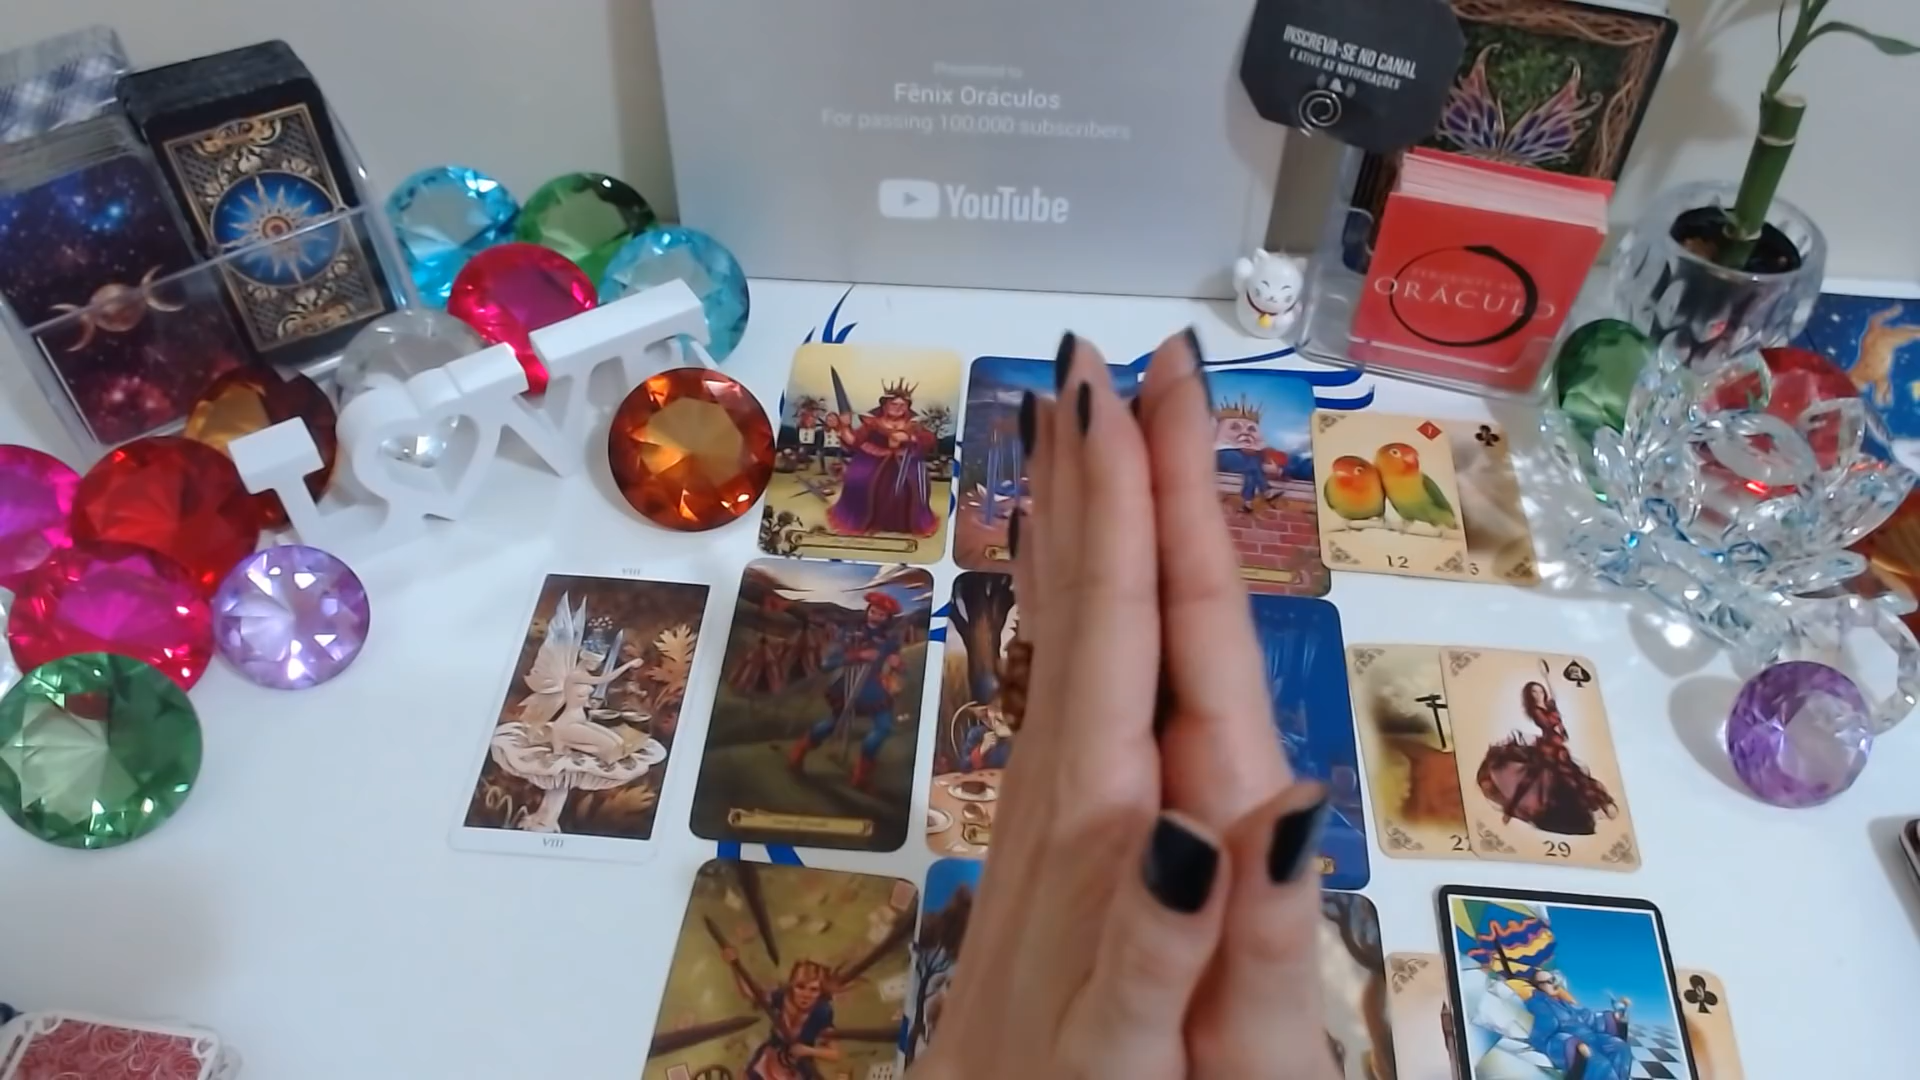 Presented to
Fênix Oráculos
For passing 100.000 subscribers
YouTube
INSCREVA-SE NO CANAL
E ATIVE AS NOTIFICAÇÕES
ORÁCULO
LOVE
12
3
VIII
VIII
29